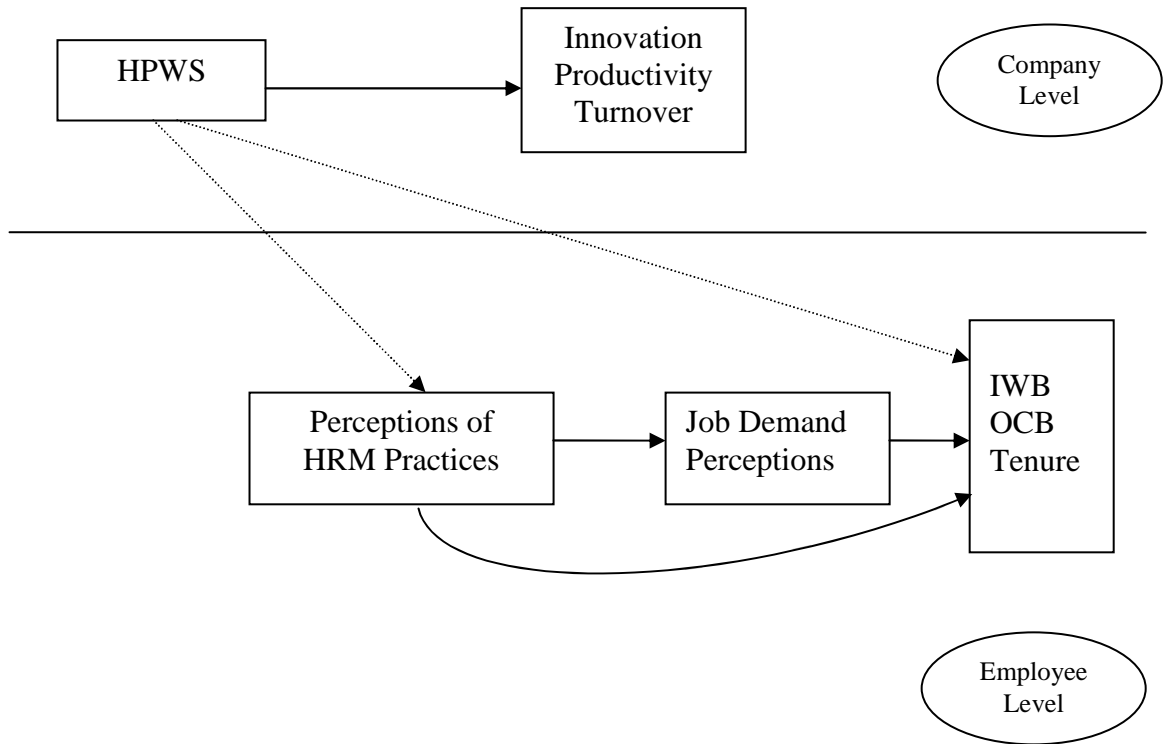 HPWS
Innovation
Productivity
Turnover
Company
Level
Perceptions of
HRM Practices
Job Demand
Perceptions
IWB
OCB
Tenure
Employee
Level